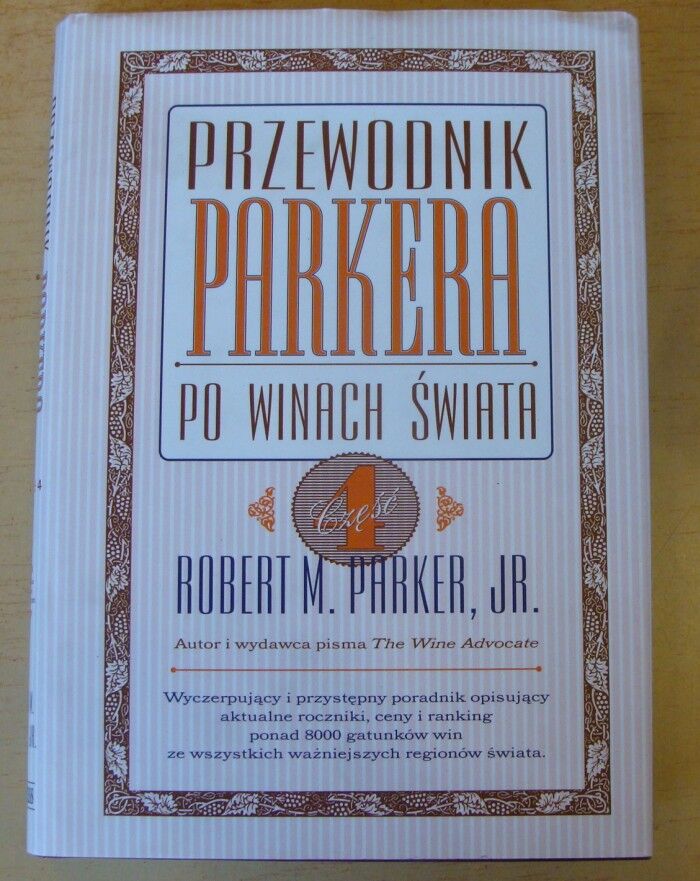 PRZEWODNIK
PARKERA
PO WINACH ŚWIATA
4
Część
ROBERT M. PARKER, JR.
Autor i wydawca pisma The Wine Advocate
Wyczerpujący i przystępny poradnik opisujący
aktualne roczniki, ceny i ranking
ponad 8000 gatunków win
ze wszystkich ważniejszych regionów świata.
4